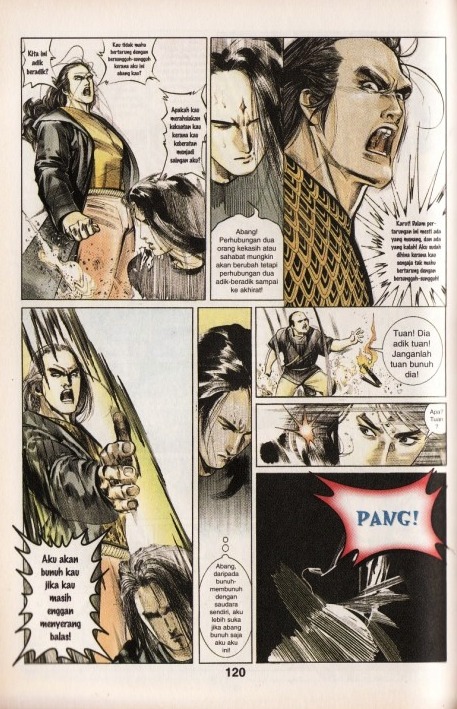 Kita ini
adik
beradik!
Kau tidak mahu
bertarung dengan
bersungguh-sungguh
kerana aku ini
abang kau?
Apakah kau
merahsiakan
kekuatan kau
kerana kau
keberatan
menjadi
saingan aku?
Abang!
Perhubungan dua
orang kekasih atau
sahabat mungkin
akan berubah tetapi
perhubungan dua
adik-beradik sampai
ke akhirat!
Karut! Dalam per-
tarungan ini mesti ada
yang menang, dan ada
yang kalah! Aku sudah
dihina kerana kau
sengaja tak mahu
bertarung dengan
bersungguh-sungguh!
Aku akan
bunuh kau
jika kau
masih
enggan
menyerang
balas!
Abang,
daripada
bunuh-
membunuh
dengan
saudara
sendiri, aku
lebih suka
jika abang
bunuh saja
aku aku
ini!
Tuan! Dia
adik tuan!
Janganlah
tuan bunuh
dia!
Apa?
Tuan
?
PANG!
120